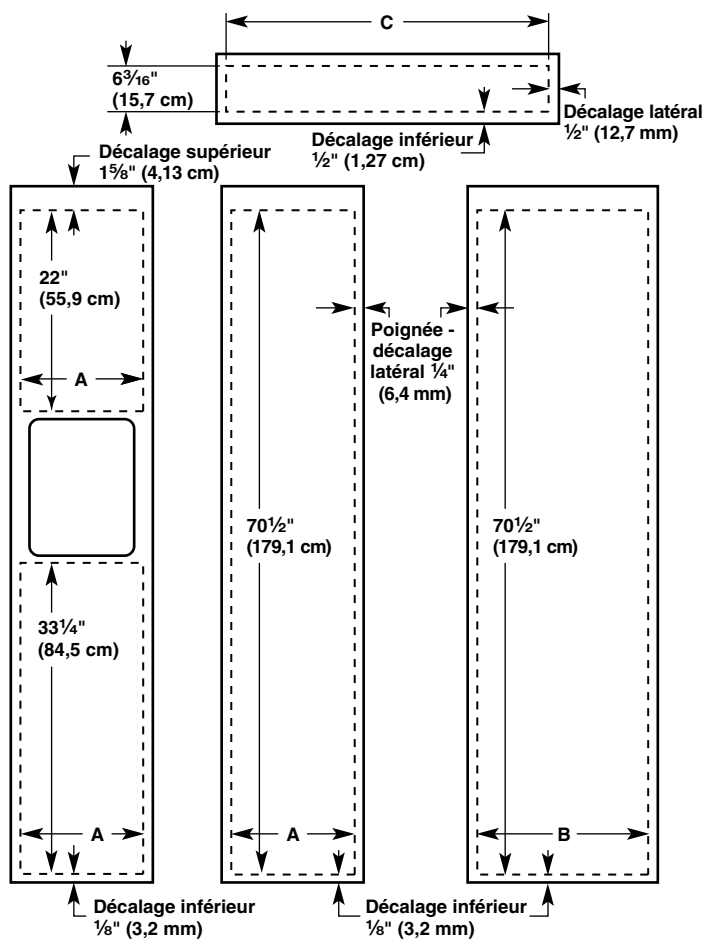 C
6³⁄₁₆"
(15,7 cm)
Décalage latéral
½" (12,7 mm)
Décalage inférieur
½" (1,27 cm)
Décalage supérieur
1⅝" (4,13 cm)
22"
(55,9 cm)
A
33¼"
(84,5 cm)
A
Décalage inférieur
⅛" (3,2 mm)
70½"
(179,1 cm)
A
Poignée -
décalage
latéral ¼"
(6,4 mm)
70½"
(179,1 cm)
B
Décalage inférieur
⅛" (3,2 mm)